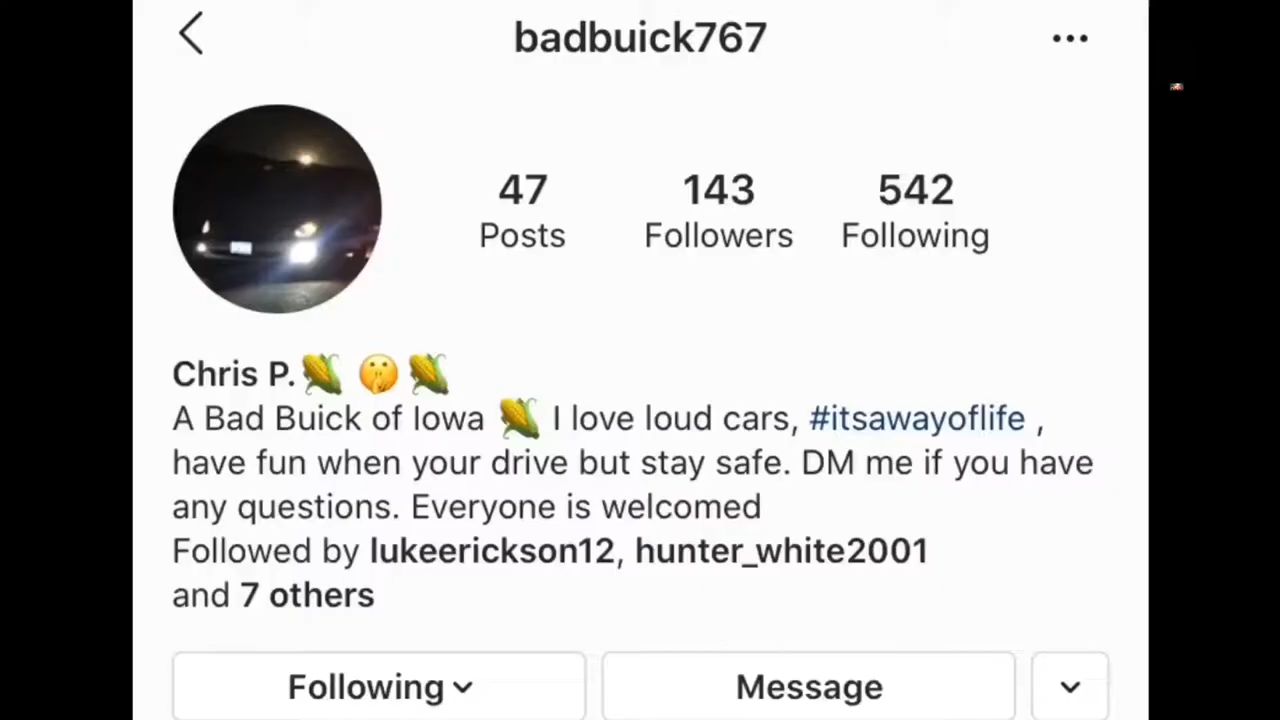 badbuick767
47 143 542
Posts Followers Following
Chris P.🌽 🤫 🌽
A Bad Buick of Iowa 🌽 I love loud cars, #itsawayoflife ,
have fun when your drive but stay safe. DM me if you have
any questions. Everyone is welcomed
Followed by lukeerickson12, hunter_white2001
and 7 others
Following Message